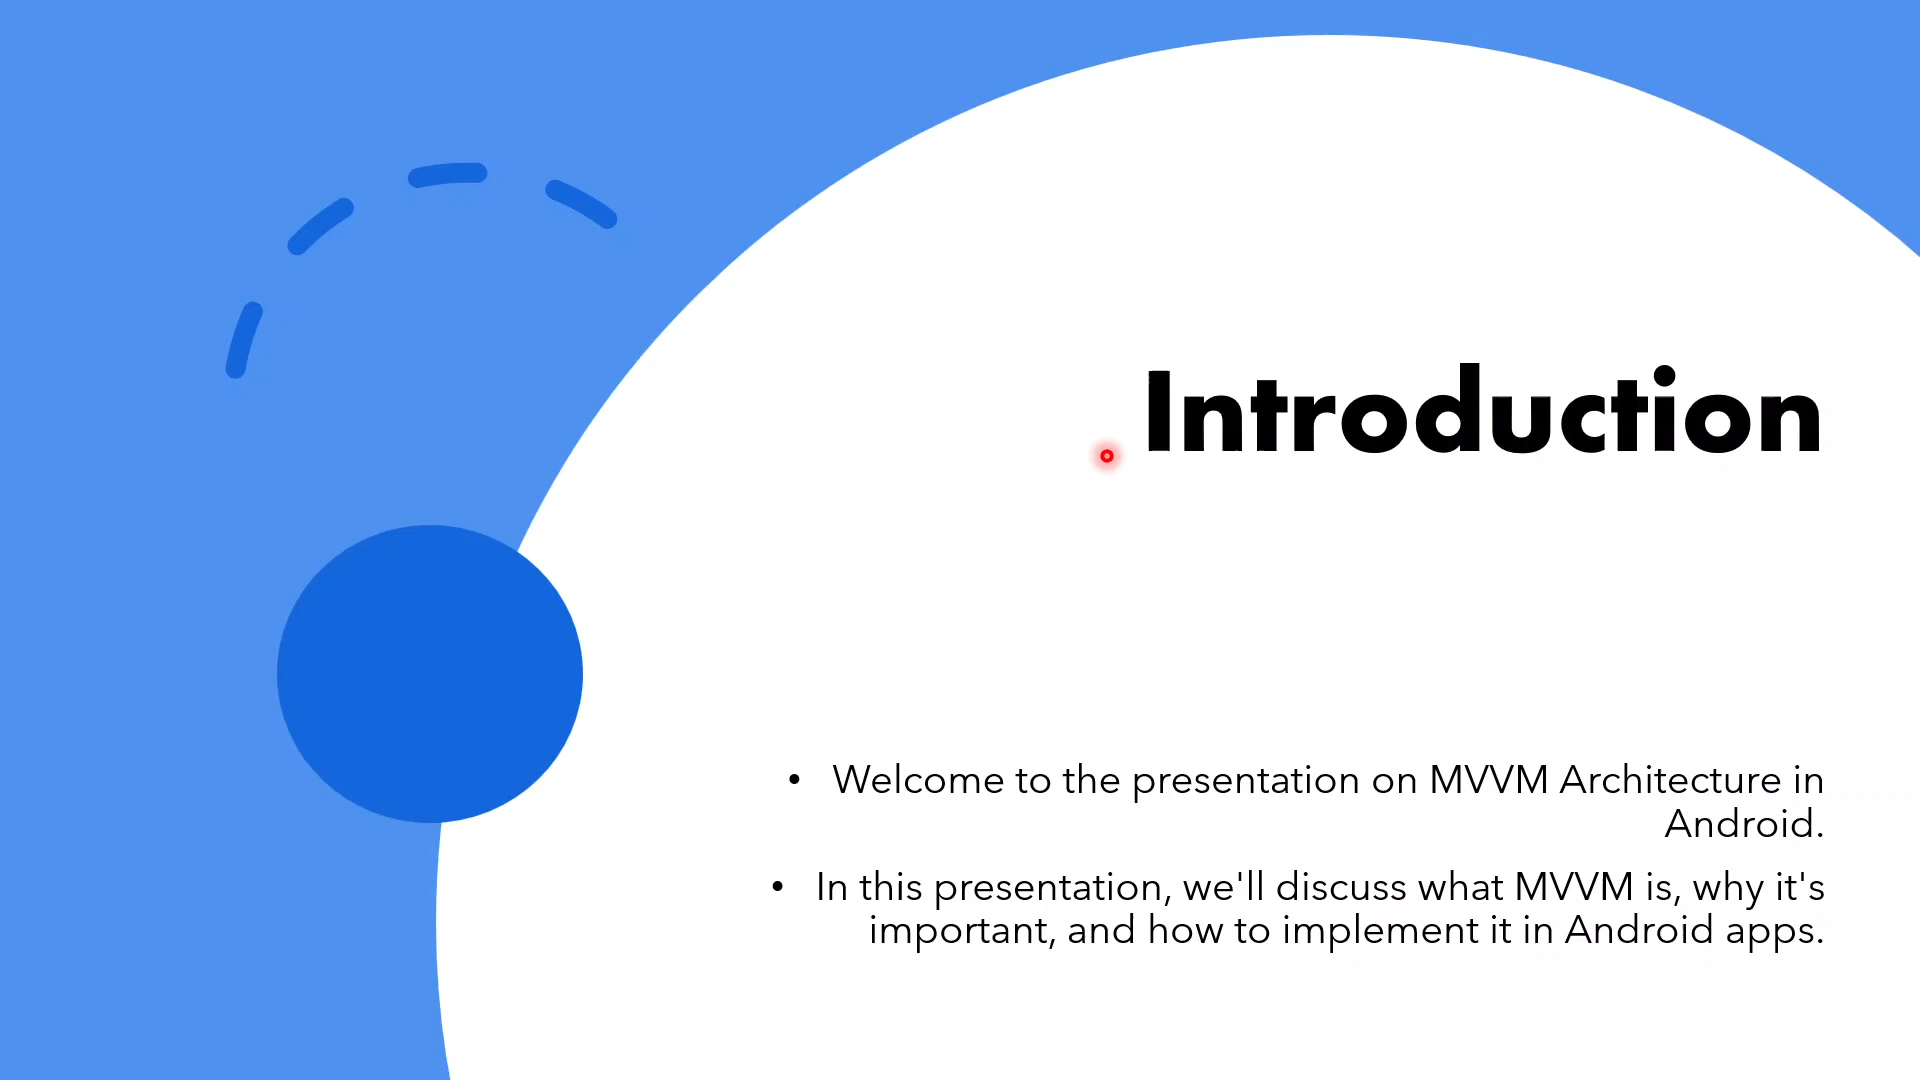 Introduction
• Welcome to the presentation on MVVM Architecture in
Android.
• In this presentation, we'll discuss what MVVM is, why it's
important, and how to implement it in Android apps.